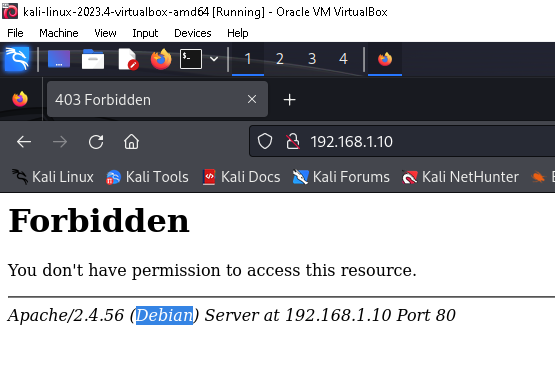 kali-linux-2023.4-virtualbox-amd64 [Running] - Oracle VM VirtualBox
File Machine View Input Devices Help
1 2 3 4
403 Forbidden
192.168.1.10
Kali Linux Kali Tools Kali Docs Kali Forums Kali NetHunter
Forbidden
You don't have permission to access this resource.
Apache/2.4.56 (Debian) Server at 192.168.1.10 Port 80